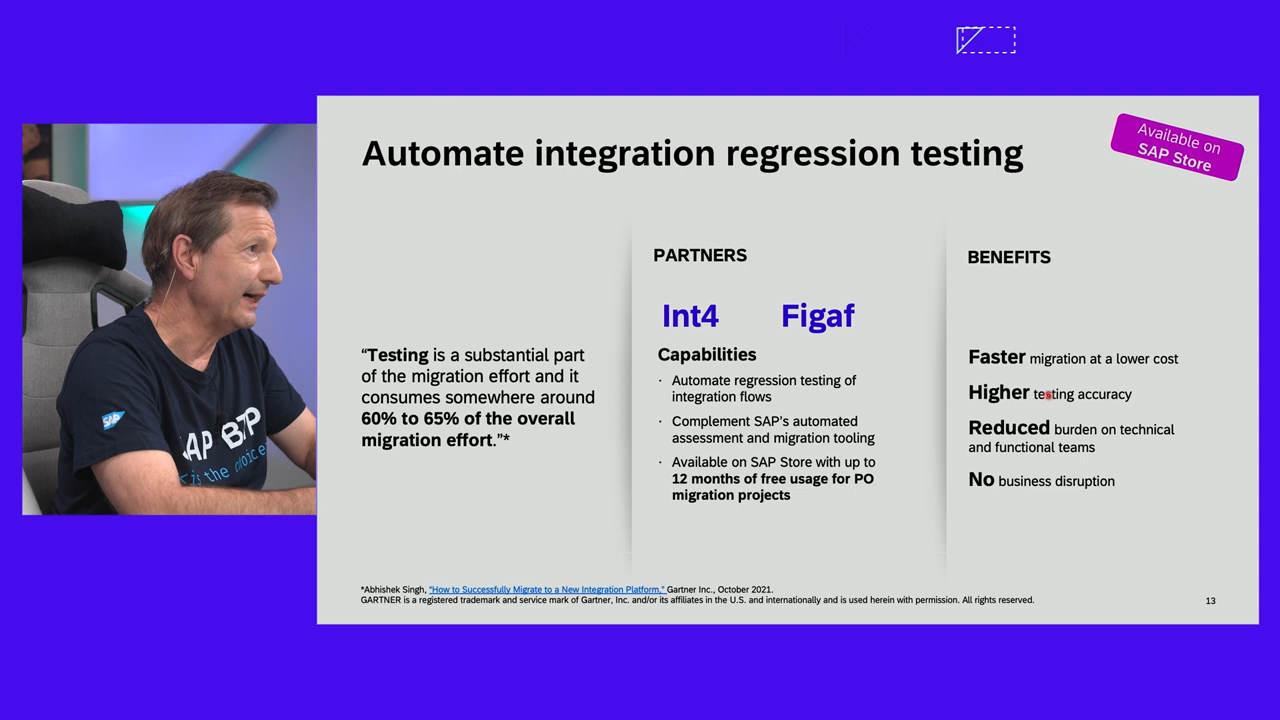 Automate integration regression testing
Available on
SAP Store
“Testing is a substantial part
of the migration effort and it
consumes somewhere around
60% to 65% of the overall
migration effort.”*
PARTNERS
Int4 Figaf
Capabilities
· Automate regression testing of
integration flows
· Complement SAP’s automated
assessment and migration tooling
· Available on SAP Store with up to
12 months of free usage for PO
migration projects
BENEFITS
Faster migration at a lower cost
Higher testing accuracy
Reduced burden on technical
and functional teams
No business disruption
*Abhishek Singh, “How to Successfully Migrate to a New Integration Platform,” Gartner Inc., October 2021.
GARTNER is a registered trademark and service mark of Gartner, Inc. and/or its affiliates in the U.S. and internationally and is used herein with permission. All rights reserved.
13
SAP
SAP BTP
is the choice